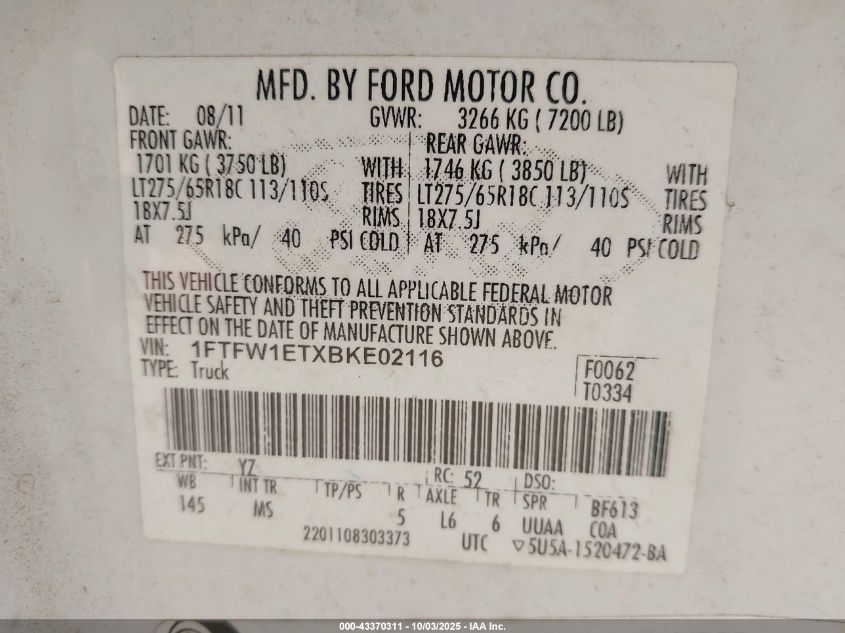 MFD. BY FORD MOTOR CO.
DATE: 08/11 GVWR: 3266 KG ( 7200 LB)
FRONT GAWR: REAR GAWR:
1701 KG ( 3750 LB) WITH 1746 KG ( 3850 LB) WITH
LT275/65R18C 113/110S TIRES LT275/65R18C 113/110S TIRES
18X7.5J RIMS 18X7.5J RIMS
AT 275 kPa/ 40 PSI COLD AT 275 kPa/ 40 PSI COLD
THIS VEHICLE CONFORMS TO ALL APPLICABLE FEDERAL MOTOR
VEHICLE SAFETY AND THEFT PREVENTION STANDARDS IN
EFFECT ON THE DATE OF MANUFACTURE SHOWN ABOVE.
VIN: 1FTFW1ETXBKE02116
TYPE: Truck F0062
T0334
EXT PNT: YZ RC: 52 DSO:
WB INT TR TP/PS R AXLE TR SPR BF613
145 MS 5 L6 6 UUAA COA
2201108303373 UTC ▽5U5A-1520472-BA
000-43370311 - 10/03/2025 - IAA Inc.